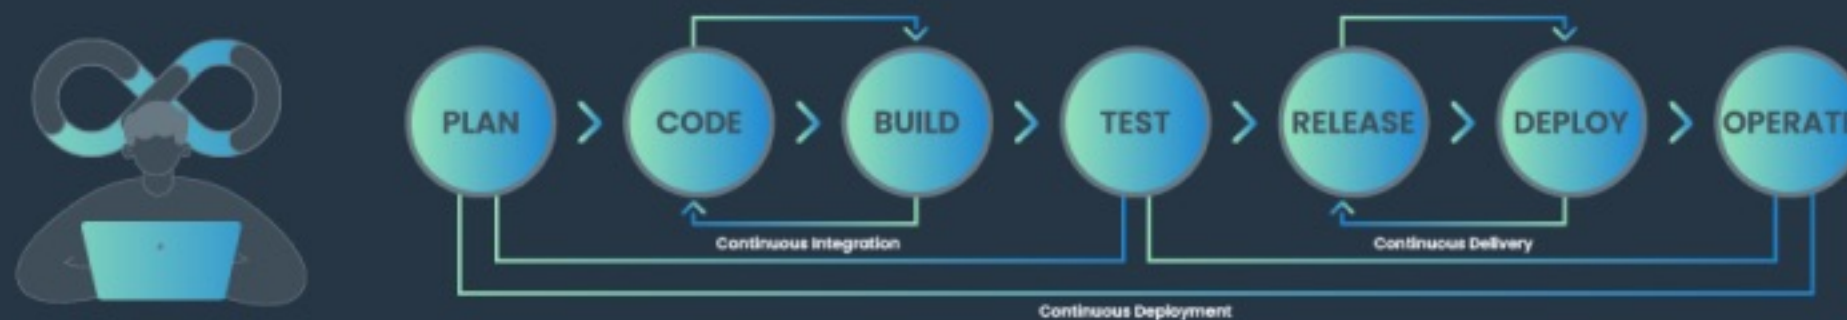 PLAN
CODE
BUILD
TEST
RELEASE
DEPLOY
OPERAT
Continuous Integration
Continuous Delivery
Continuous Deployment